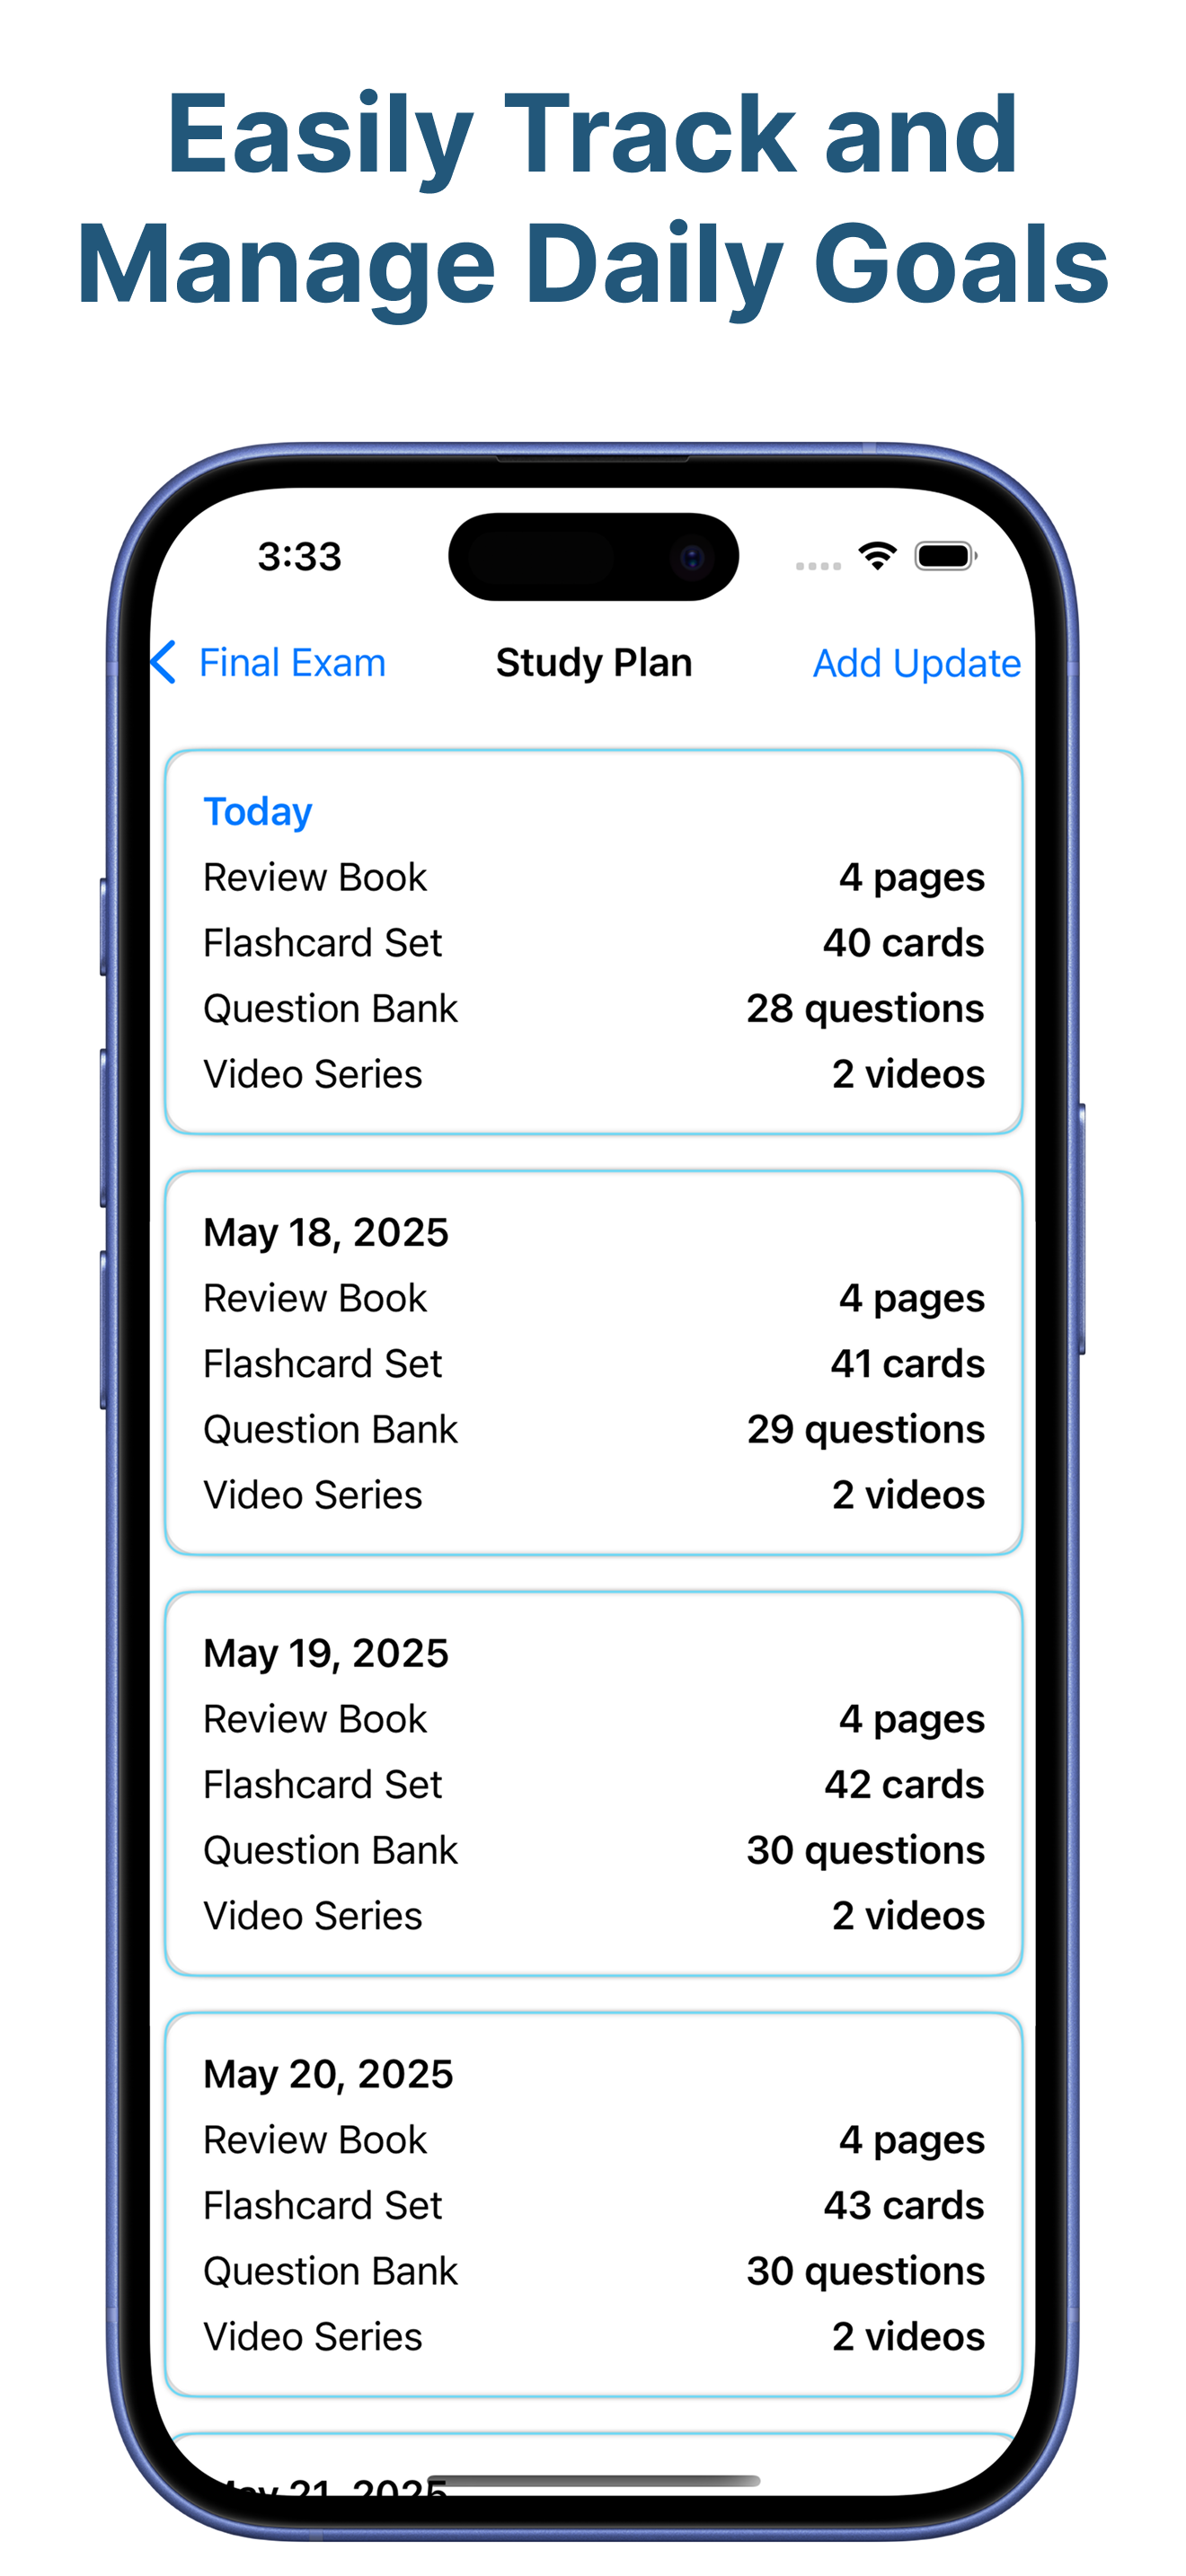 Easily Track and
Manage Daily Goals
3:33
Final Exam Study Plan Add Update
Today
Review Book 4 pages
Flashcard Set 40 cards
Question Bank 28 questions
Video Series 2 videos
May 18, 2025
Review Book 4 pages
Flashcard Set 41 cards
Question Bank 29 questions
Video Series 2 videos
May 19, 2025
Review Book 4 pages
Flashcard Set 42 cards
Question Bank 30 questions
Video Series 2 videos
May 20, 2025
Review Book 4 pages
Flashcard Set 43 cards
Question Bank 30 questions
Video Series 2 videos
May 21, 2025